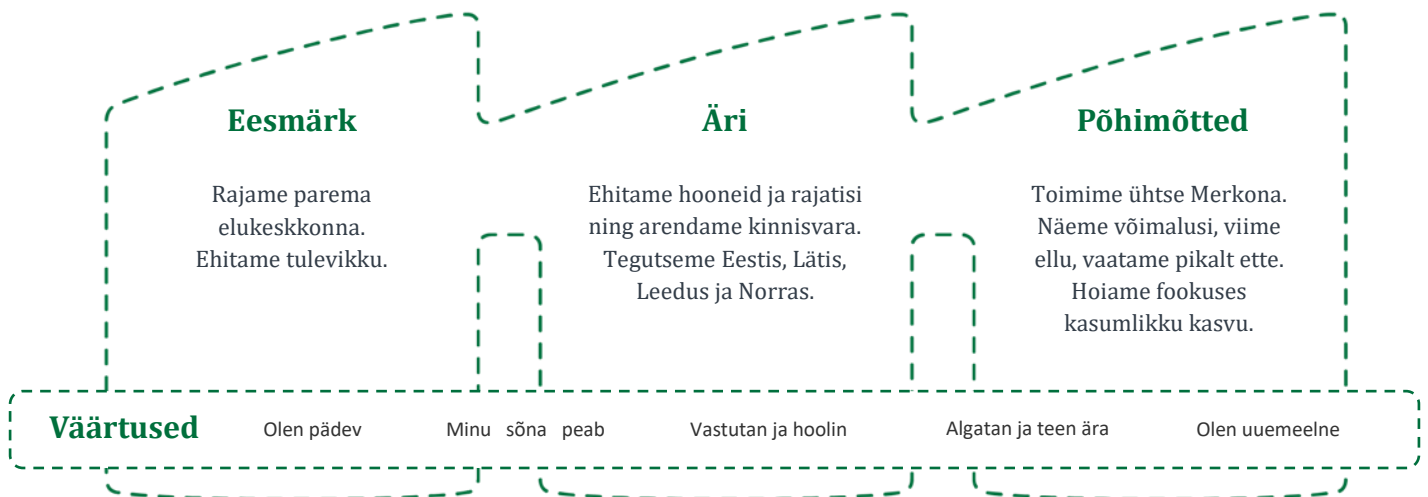 Eesmärk
Rajame parema
elukeskkonna.
Ehitame tulevikku.
Äri
Ehitame hooneid ja rajatisi
ning arendame kinnisvara.
Tegutseme Eestis, Lätis,
Leedus ja Norras.
Põhimõtted
Toimime ühtse Merkona.
Näeme võimalusi, viime
ellu, vaatame pikalt ette.
Hoiame fookuses
kasumlikku kasvu.
Väärtused Olen pädev Minu sõna peab Vastutan ja hoolin Algatan ja teen ära Olen uuemeelne